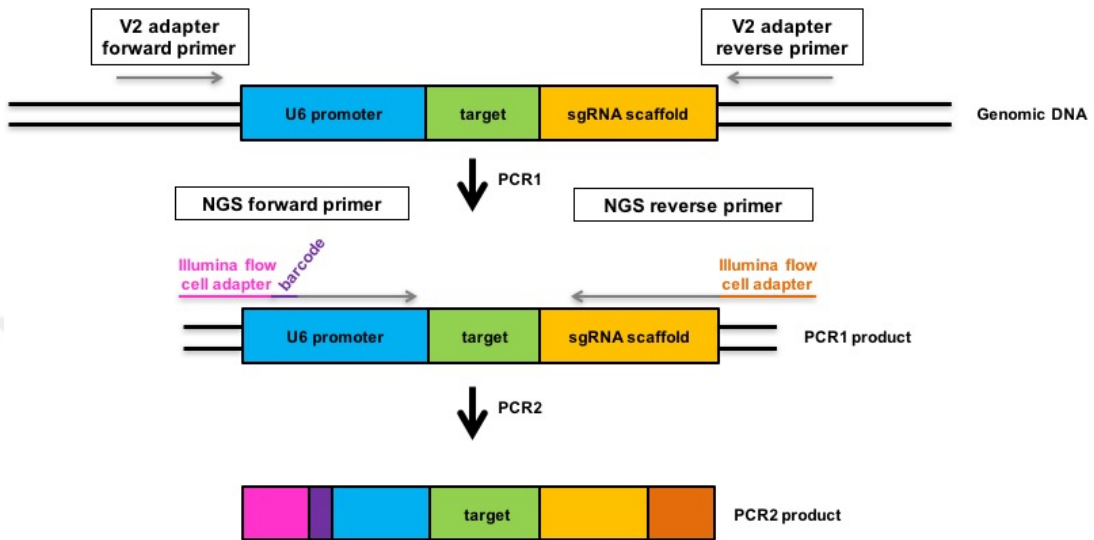 V2 adapter
forward primer
V2 adapter
reverse primer
U6 promoter
target
sgRNA scaffold
Genomic DNA
PCR1
NGS forward primer
NGS reverse primer
Illumina flow
cell adapter
barcode
Illumina flow
cell adapter
U6 promoter
target
sgRNA scaffold
PCR1 product
PCR2
target
PCR2 product